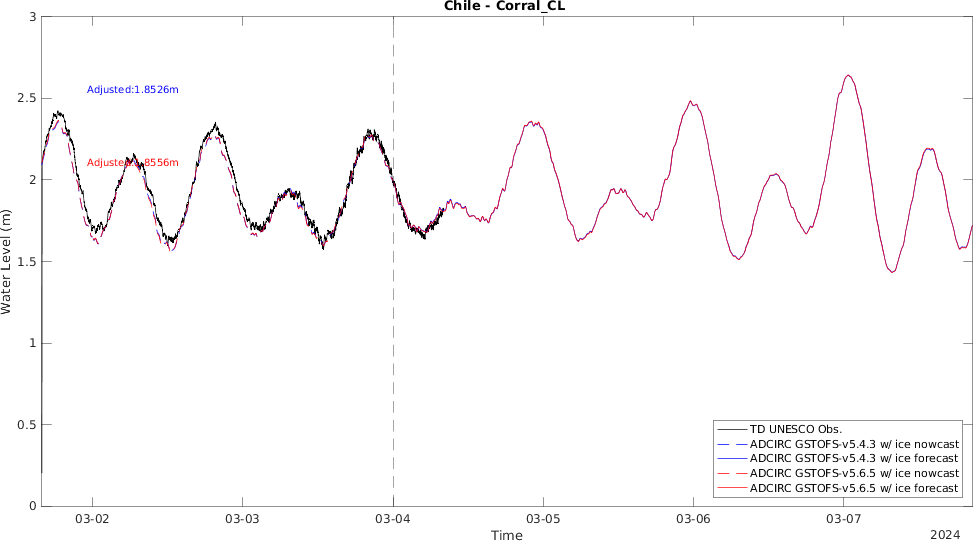 Chile - Corral_CL
3
2.5
2
1.5
1
0.5
0
Water Level (m)
Adjusted:1.8526m
Adjusted:1.8556m
TD UNESCO Obs.
ADCIRC GSTOFS-v5.4.3 w/ ice nowcast
ADCIRC GSTOFS-v5.4.3 w/ ice forecast
ADCIRC GSTOFS-v5.6.5 w/ ice nowcast
ADCIRC GSTOFS-v5.6.5 w/ ice forecast
03-02 03-03 03-04 03-05 03-06 03-07
Time
2024